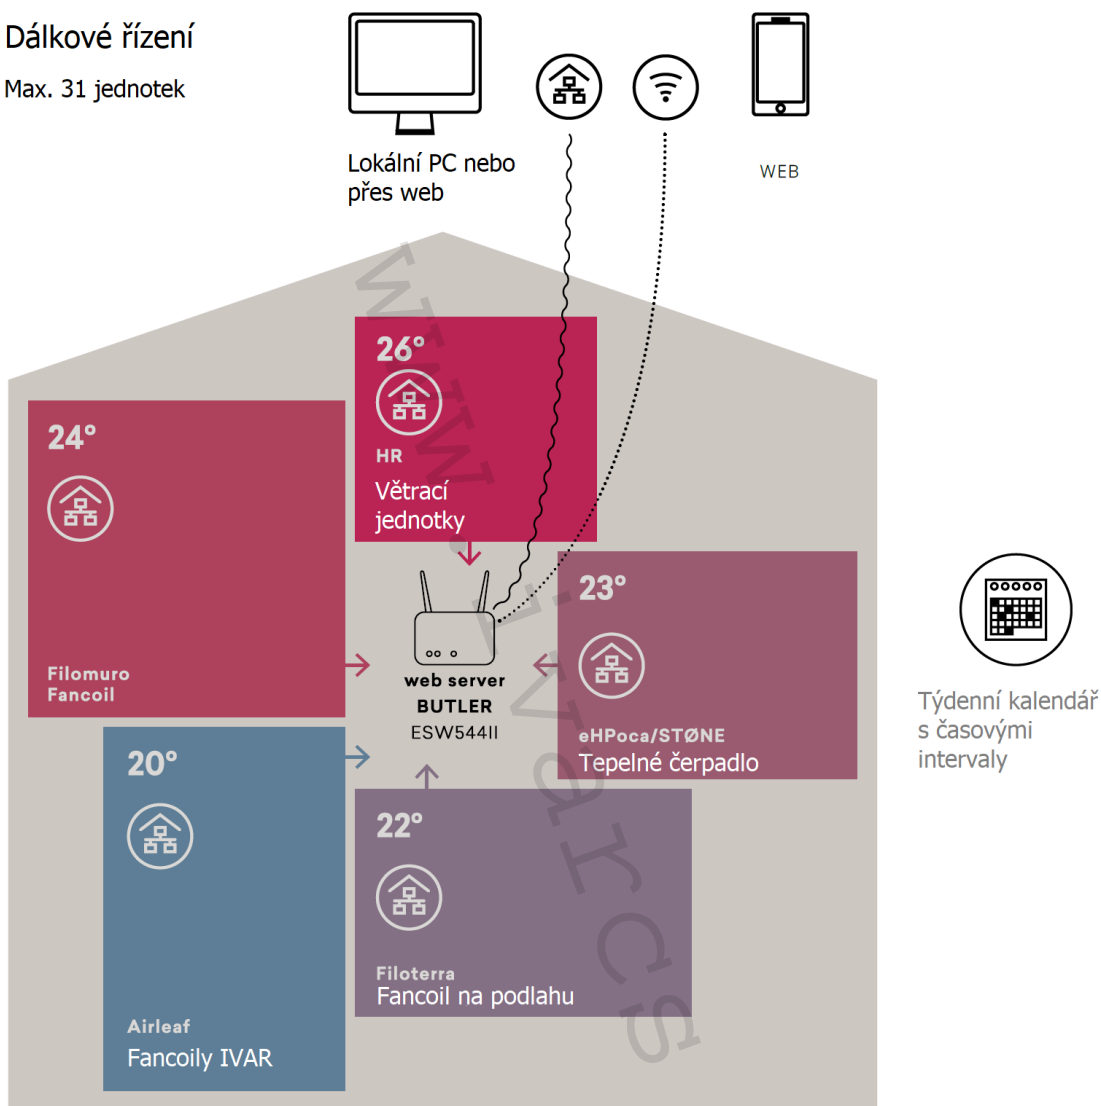 Dálkové řízení
Max. 31 jednotek
Lokální PC nebo
přes web
WEB
26°
HR
Větrací
jednotky
24°
Filomuro
Fancoil
23°
eHPoca/STØNE
Tepelné čerpadlo
web server
BUTLER
ESW544II
20°
Airleaf
Fancoily IVAR
22°
Filoterra
Fancoil na podlahu
Týdenní kalendář
s časovými
intervaly
www.ivarcs